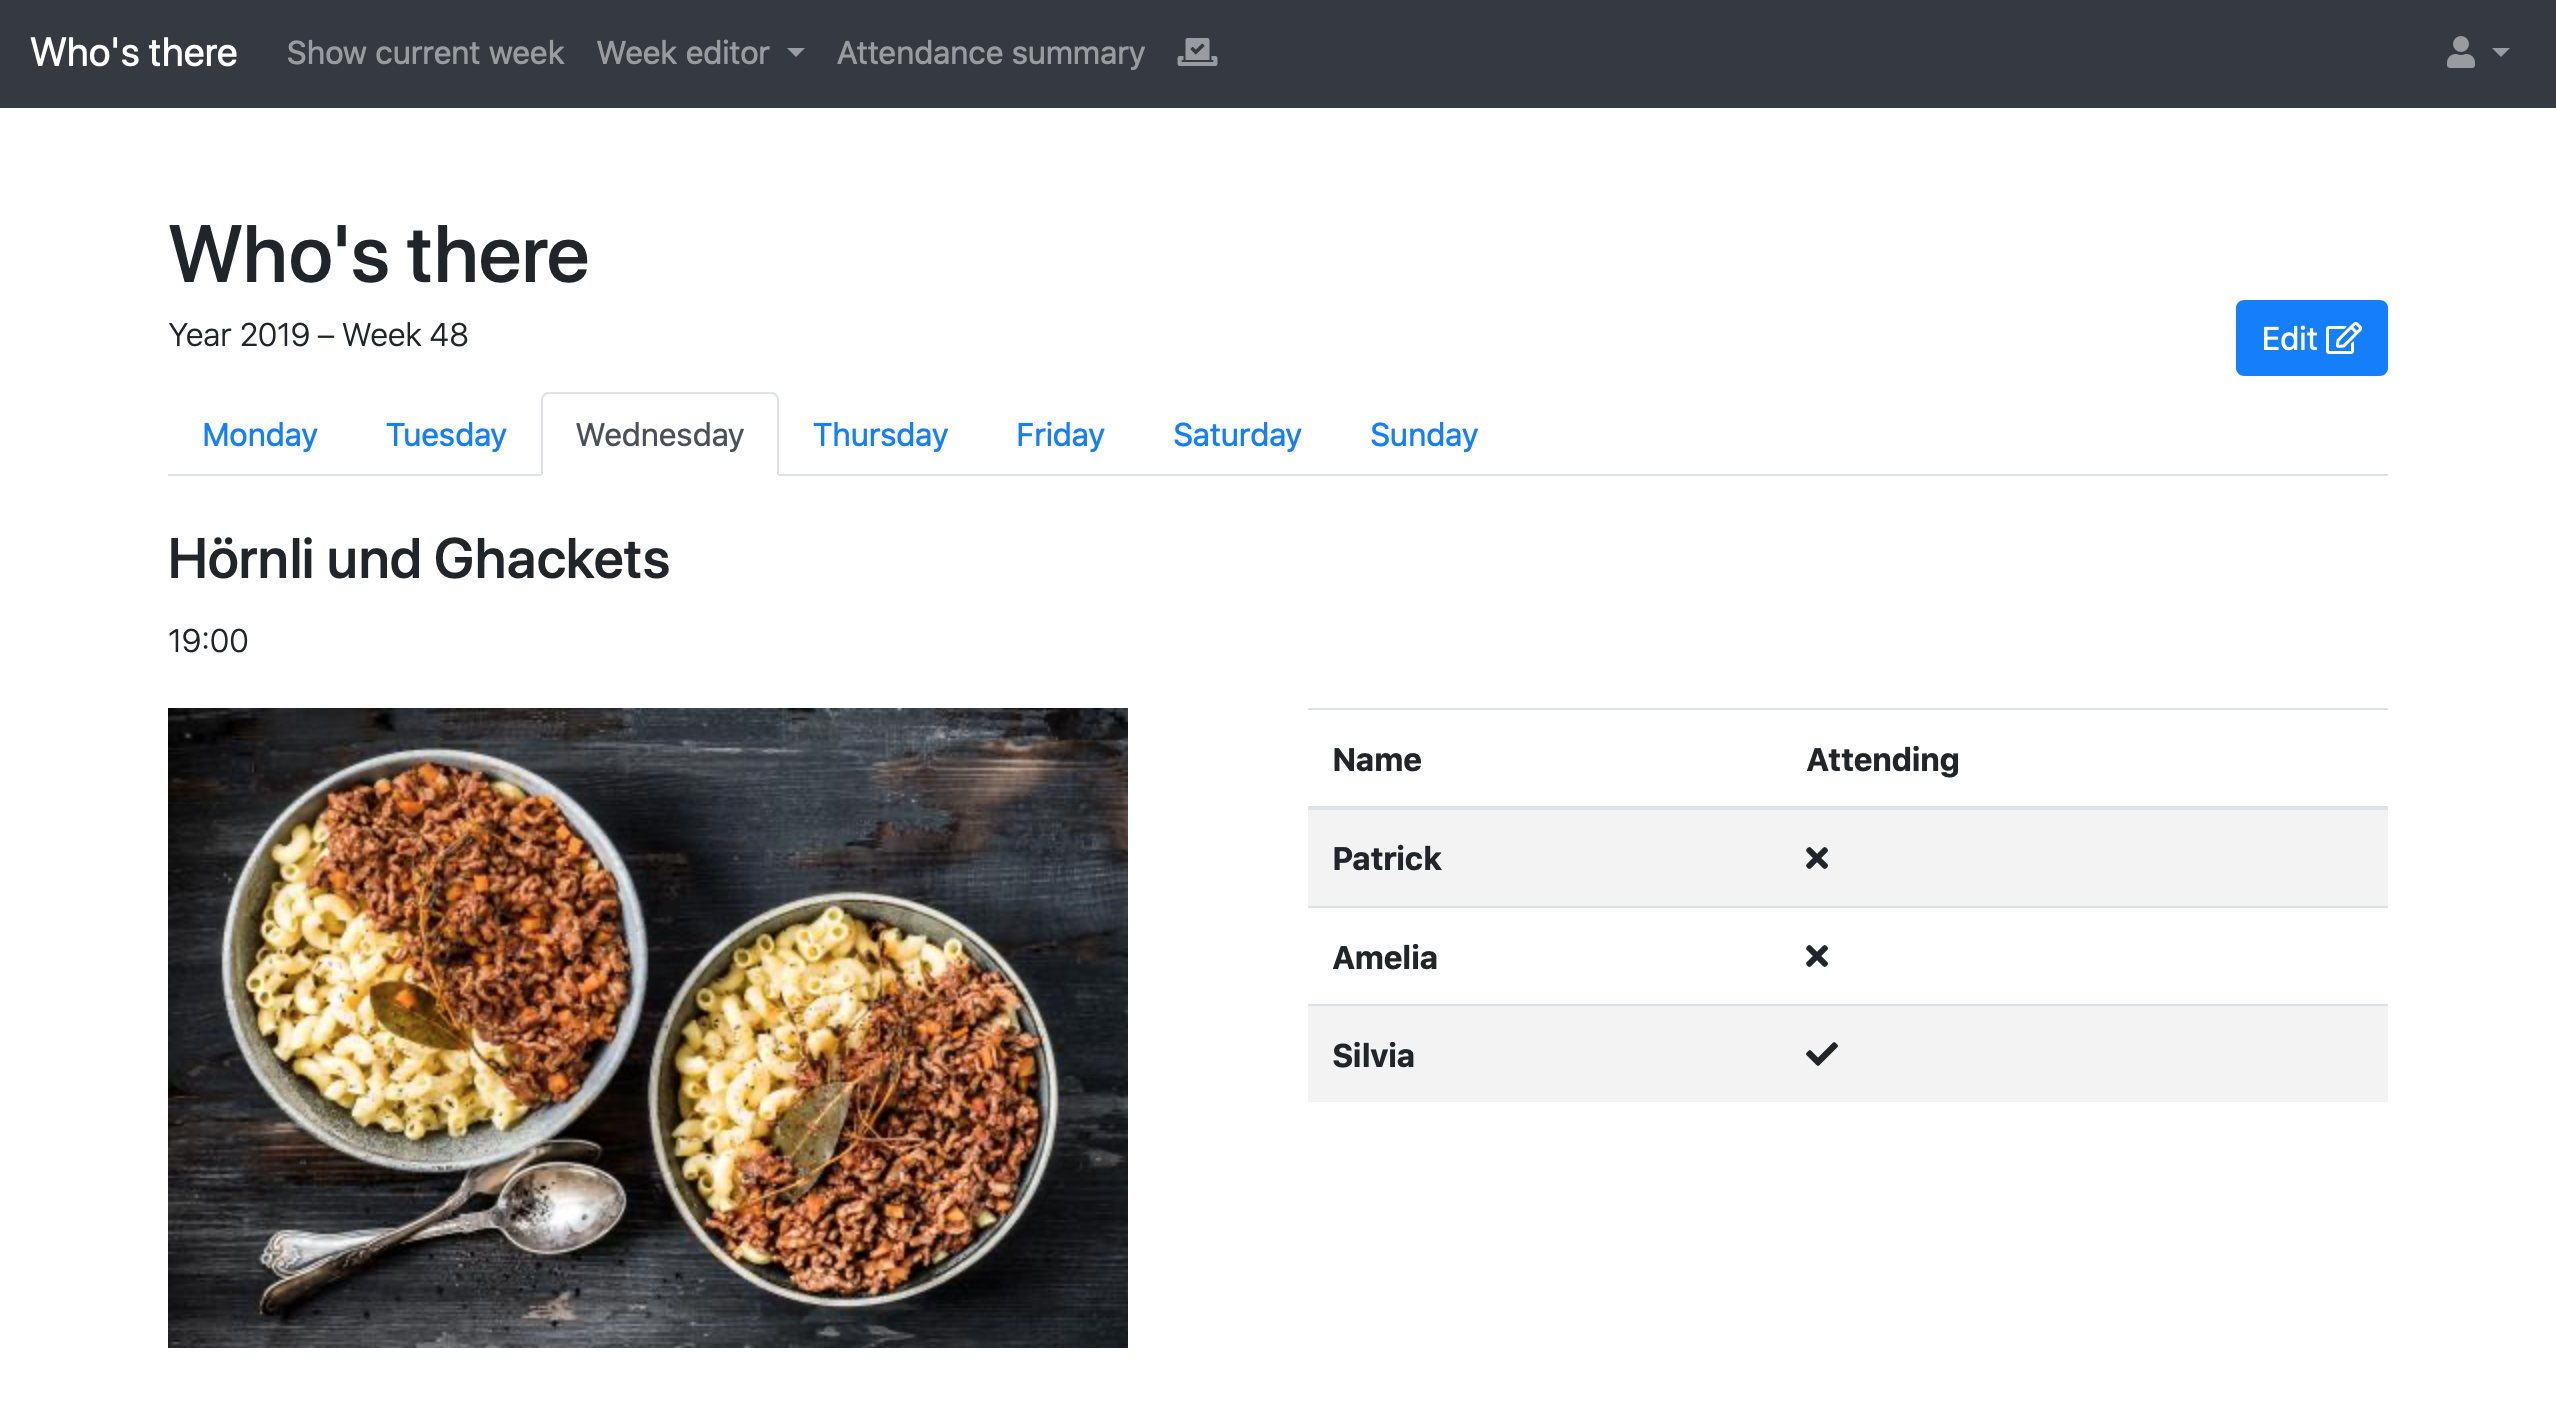 Who's there Show current week Week editor Attendance summary
Who's there
Year 2019 – Week 48
Edit
Monday Tuesday Wednesday Thursday Friday Saturday Sunday
Hörnli und Ghackets
19:00
Name Attending
Patrick
Amelia
Silvia